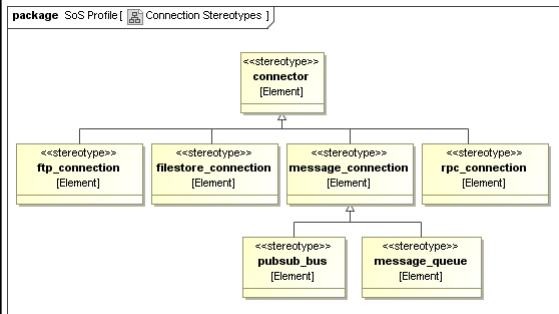 package SoS Profile [ Connection Stereotypes ]
<<stereotype>>
connector
[Element]
<<stereotype>> <<stereotype>> <<stereotype>> <<stereotype>>
ftp_connection filestore_connection message_connection rpc_connection
[Element] [Element] [Element] [Element]
<<stereotype>> <<stereotype>>
pubsub_bus message_queue
[Element] [Element]